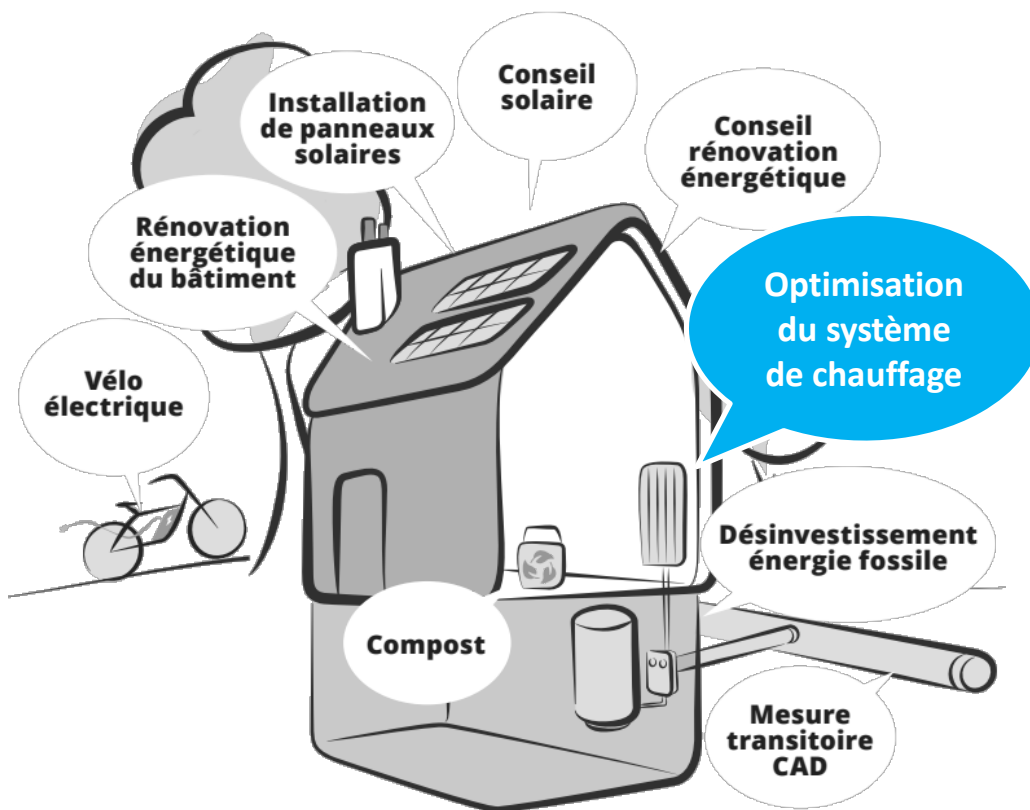 Conseil
solaire
Installation
de panneaux
solaires
Conseil
rénovation
énergétique
Rénovation
énergétique
du bâtiment
Optimisation
du système
de chauffage
Vélo
électrique
Désinvestissement
énergie fossile
Compost
Mesure
transitoire
CAD